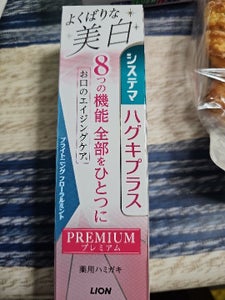 よくばりな
美白
システマ
ハグキプラス
8つの機能 全部をひとつに
お口のエイジングケア
ブライトニング フローラルミント
PREMIUM
プレミアム
薬用ハミガキ
LION